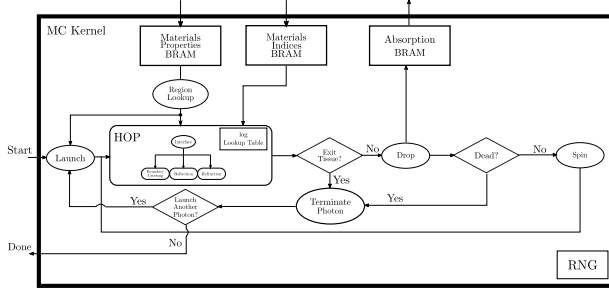 MC Kernel
Materials
Properties
BRAM
Materials
Indices
BRAM
Absorption
BRAM
Region
Lookup
HOP
log
Lookup Table
Interface
Boundary
Crossing
Reflection
Refraction
Start
Launch
Exit
Tissue?
No
Drop
Dead?
No
Spin
Yes
Yes
Terminate
Photon
Launch
Another
Photon?
Yes
No
Done
RNG